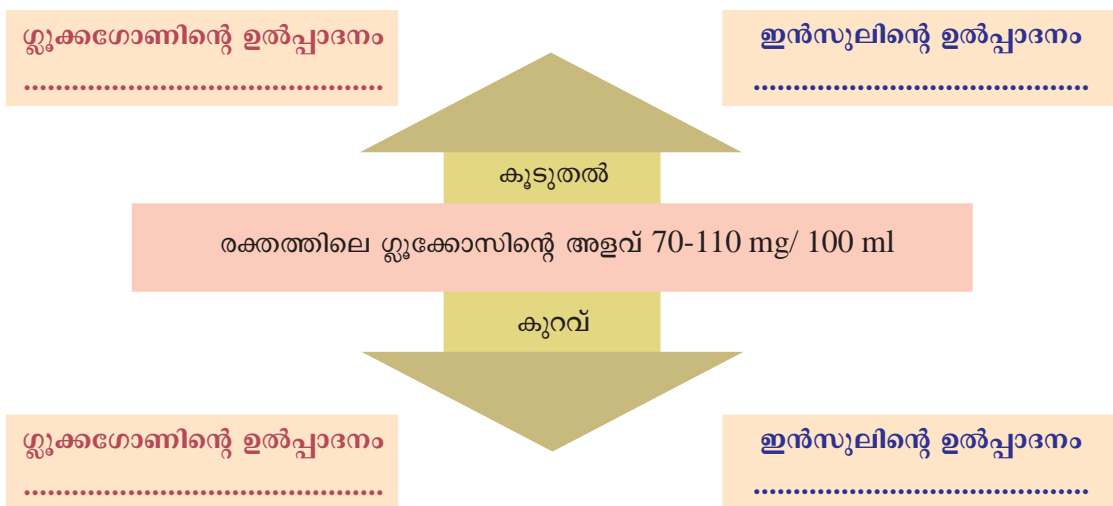 ഗ്ലൂക്കഗോണിന്റെ ഉൽപ്പാദനം
..............................................
ഇൻസുലിന്റെ ഉൽപ്പാദനം
...........................................
കൂടുതൽ
രക്തത്തിലെ ഗ്ലൂക്കോസിന്റെ അളവ് 70-110 mg/ 100 ml
കുറവ്
ഗ്ലൂക്കഗോണിന്റെ ഉൽപ്പാദനം
..............................................
ഇൻസുലിന്റെ ഉൽപ്പാദനം
...........................................